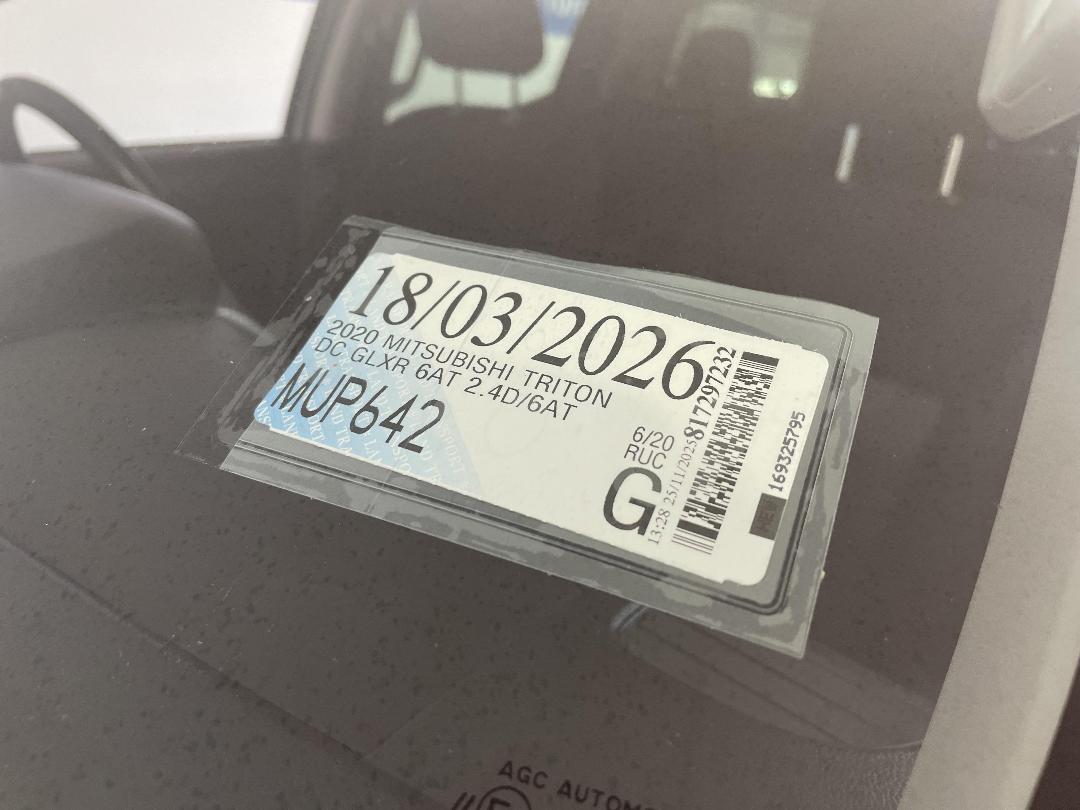 18/03/2026
2020 MITSUBISHI TRITON
DC GLXR 6AT 2.4D/6AT
MUP642
6/20
RUC
G
13:28 25/11/2025 817297232
169325795
AGC AUTOMO